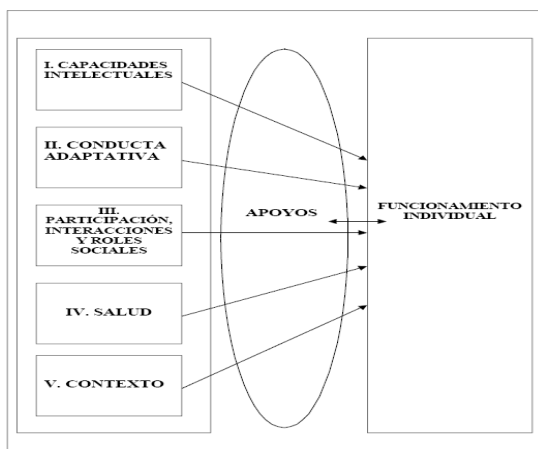 I. CAPACIDADES
INTELECTUALES
II. CONDUCTA
ADAPTATIVA
III.
PARTICIPACIÓN,
INTERACCIONES
Y ROLES
SOCIALES
IV. SALUD
V. CONTEXTO
APOYOS
FUNCIONAMIENTO
INDIVIDUAL